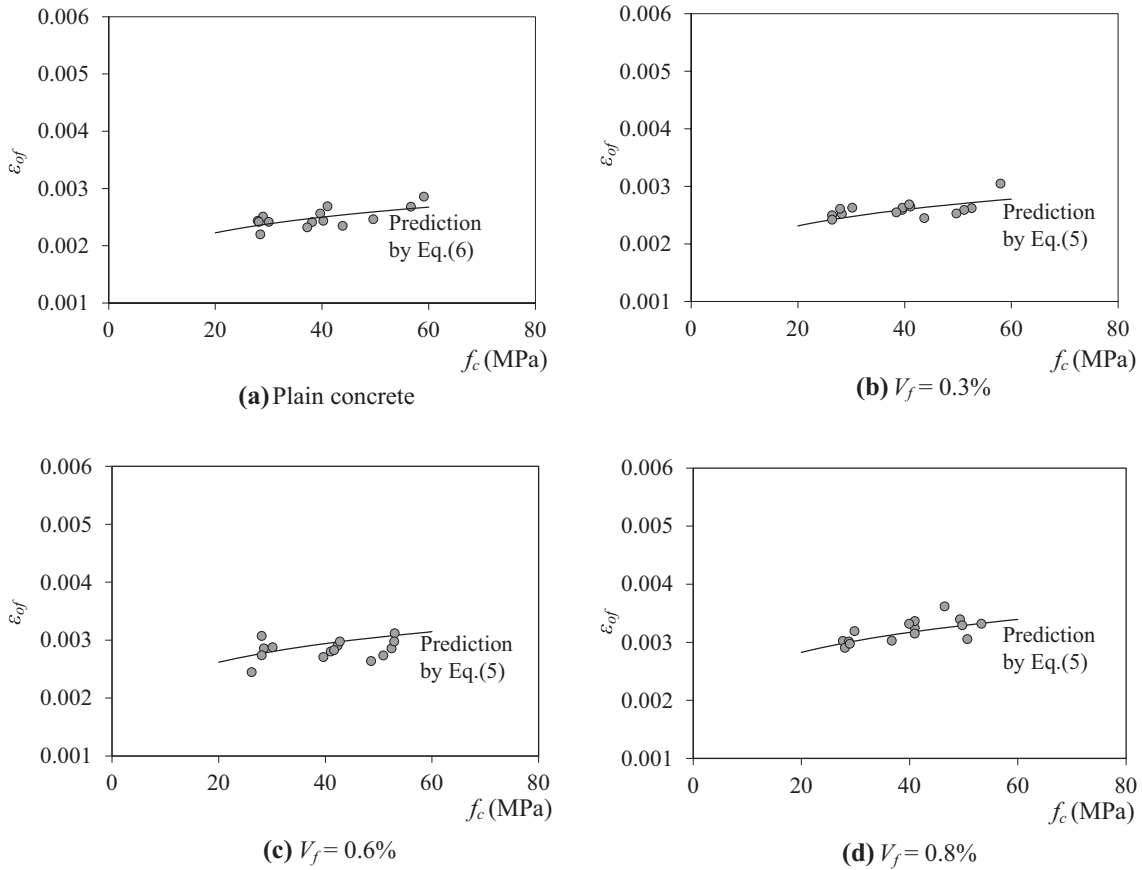 0.006
0.005
0.004
0.003
0.002
0.001
ε_of
0 20 40 60 80
f_c (MPa)
Prediction
by Eq.(6)
(a) Plain concrete
0.006
0.005
0.004
0.003
0.002
0.001
ε_of
0 20 40 60 80
f_c (MPa)
Prediction
by Eq.(5)
(b) V_f = 0.3%
0.006
0.005
0.004
0.003
0.002
0.001
ε_of
0 20 40 60 80
f_c (MPa)
Prediction
by Eq.(5)
(c) V_f = 0.6%
0.006
0.005
0.004
0.003
0.002
0.001
ε_of
0 20 40 60 80
f_c (MPa)
Prediction
by Eq.(5)
(d) V_f = 0.8%